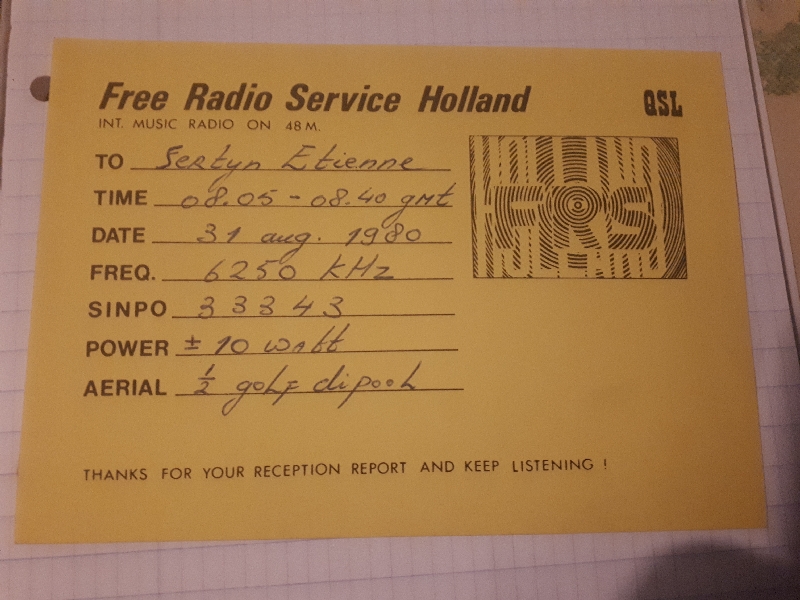 Free Radio Service Holland
QSL
INT. MUSIC RADIO ON 48 M.
TO Sertyn Etienne
TIME 08.05 - 08.40 gmt
DATE 31 aug. 1980
FREQ. 6250 kHz
SINPO 33343
POWER ± 10 watt
AERIAL 1/2 golf dipool
HOLLAND
FRS
HOLLAND
THANKS FOR YOUR RECEPTION REPORT AND KEEP LISTENING !